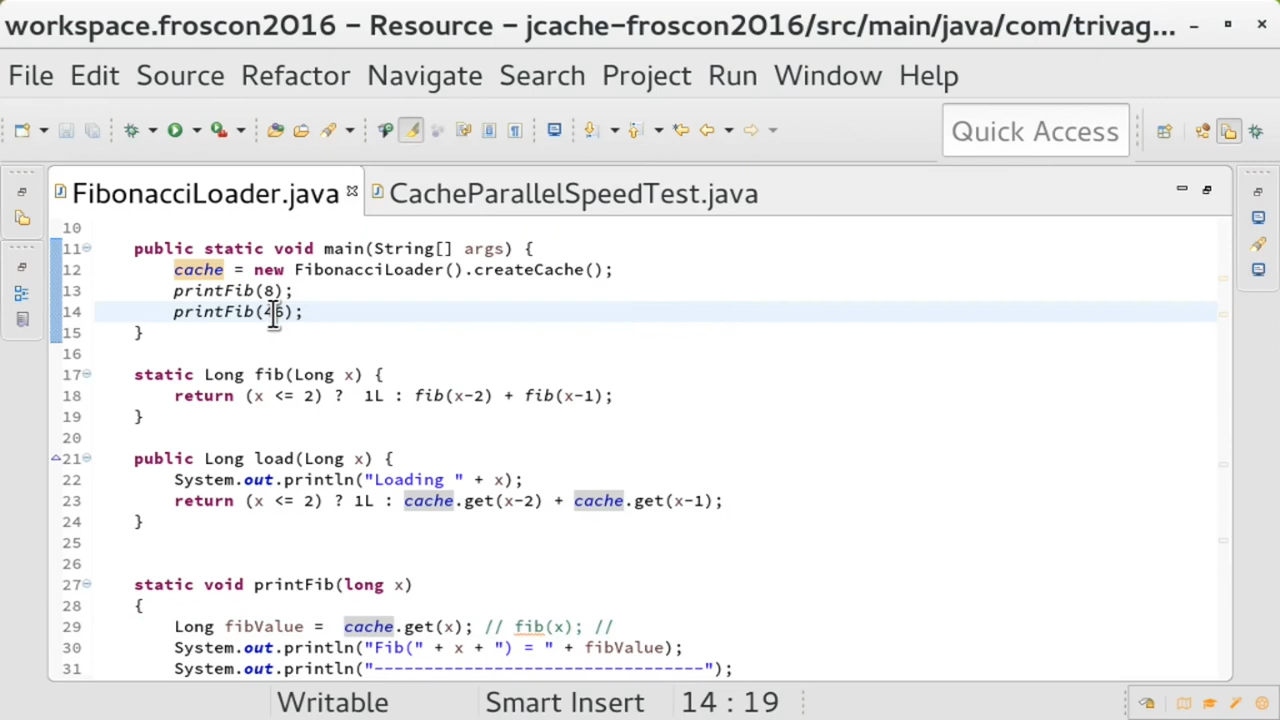 workspace.froscon2016 – Resource – jcache-froscon2016/src/main/java/com/trivag...
File Edit Source Refactor Navigate Search Project Run Window Help
Quick Access
FibonacciLoader.java CacheParallelSpeedTest.java
10
11 public static void main(String[] args) {
12 cache = new FibonacciLoader().createCache();
13 printFib(8);
14 printFib(46);
15 }
16
17 static Long fib(Long x) {
18 return (x <= 2) ? 1L : fib(x-2) + fib(x-1);
19 }
20
21 public Long load(Long x) {
22 System.out.println("Loading " + x);
23 return (x <= 2) ? 1L : cache.get(x-2) + cache.get(x-1);
24 }
25
26
27 static void printFib(long x)
28 {
29 Long fibValue = cache.get(x); // fib(x); //
30 System.out.println("Fib(" + x + ") = " + fibValue);
31 System.out.println("---------------------------------");
Writable Smart Insert 14 : 19